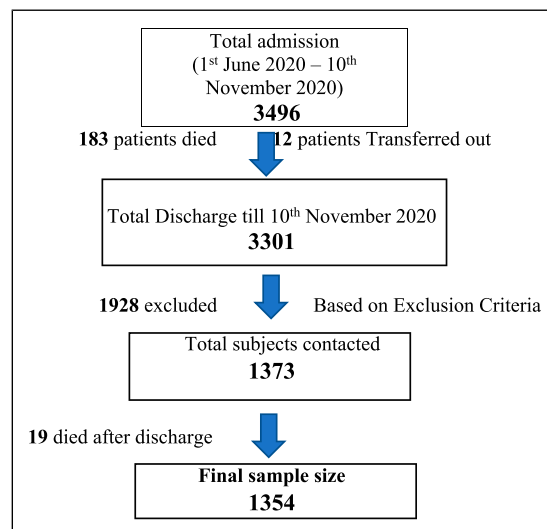 Total admission
(1st June 2020 – 10th
November 2020)
3496
183 patients died 12 patients Transferred out
Total Discharge till 10th November 2020
3301
1928 excluded Based on Exclusion Criteria
Total subjects contacted
1373
19 died after discharge
Final sample size
1354